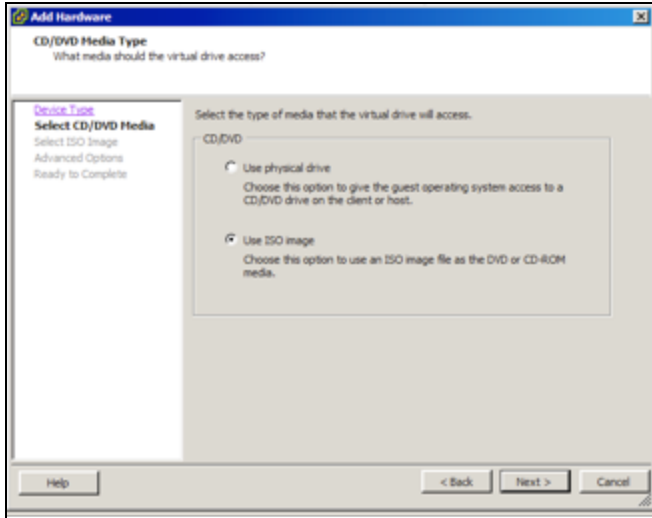 Add Hardware
CD/DVD Media Type
What media should the virtual drive access?
Device Type
Select CD/DVD Media
Select ISO Image
Advanced Options
Ready to Complete
Select the type of media that the virtual drive will access.
CD/DVD
Use physical drive
Choose this option to give the guest operating system access to a
CD/DVD drive on the client or host.
Use ISO image
Choose this option to use an ISO image file as the DVD or CD-ROM
media.
Help
< Back
Next >
Cancel